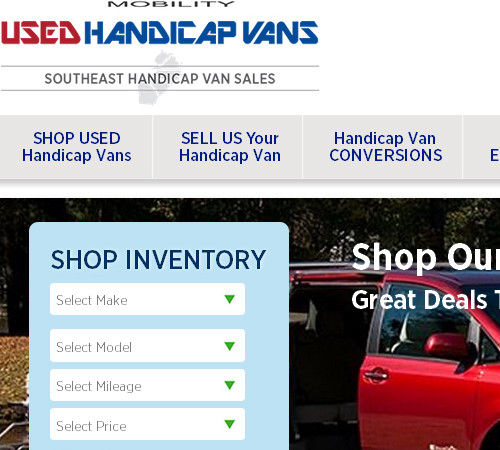 MOBILITY
USED HANDICAP VANS
SOUTHEAST HANDICAP VAN SALES
SHOP USED
Handicap Vans
SELL US Your
Handicap Van
Handicap Van
CONVERSIONS
E
SHOP INVENTORY
Select Make
Select Model
Select Mileage
Select Price
Shop Our
Great Deals T